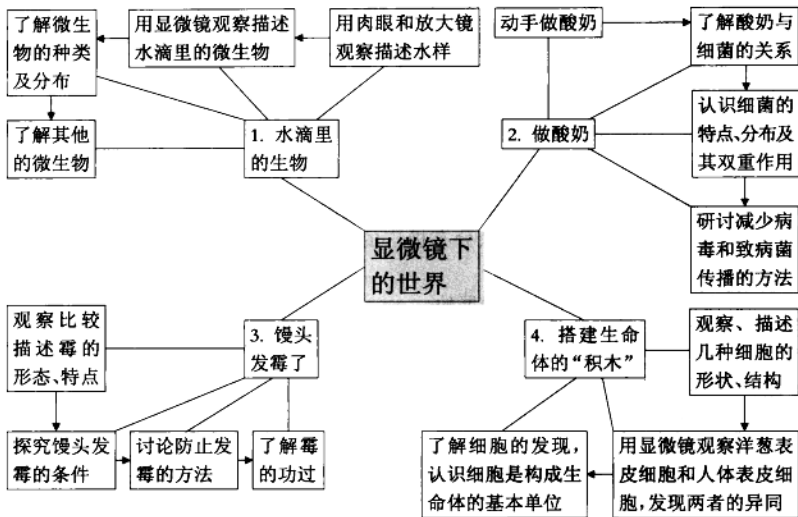 了解微生
物的种类
及分布
用显微镜观察描述
水滴里的微生物
用肉眼和放大镜
观察描述水样
了解其他
的微生物
1. 水滴里
的生物
动手做酸奶
了解酸奶与
细菌的关系
2. 做酸奶
认识细菌的
特点、分布及
其双重作用
研讨减少病
毒和致病菌
传播的方法
显微镜下
的世界
观察比较
描述霉的
形态、特点
3. 馒头
发霉了
探究馒头发
霉的条件
讨论防止发
霉的方法
了解霉
的功过
4. 搭建生命
体的“积木”
观察、描述
几种细胞的
形状、结构
了解细胞的发现，
认识细胞是构成生
命体的基本单位
用显微镜观察洋葱表
皮细胞和人体表皮细
胞，发现两者的异同